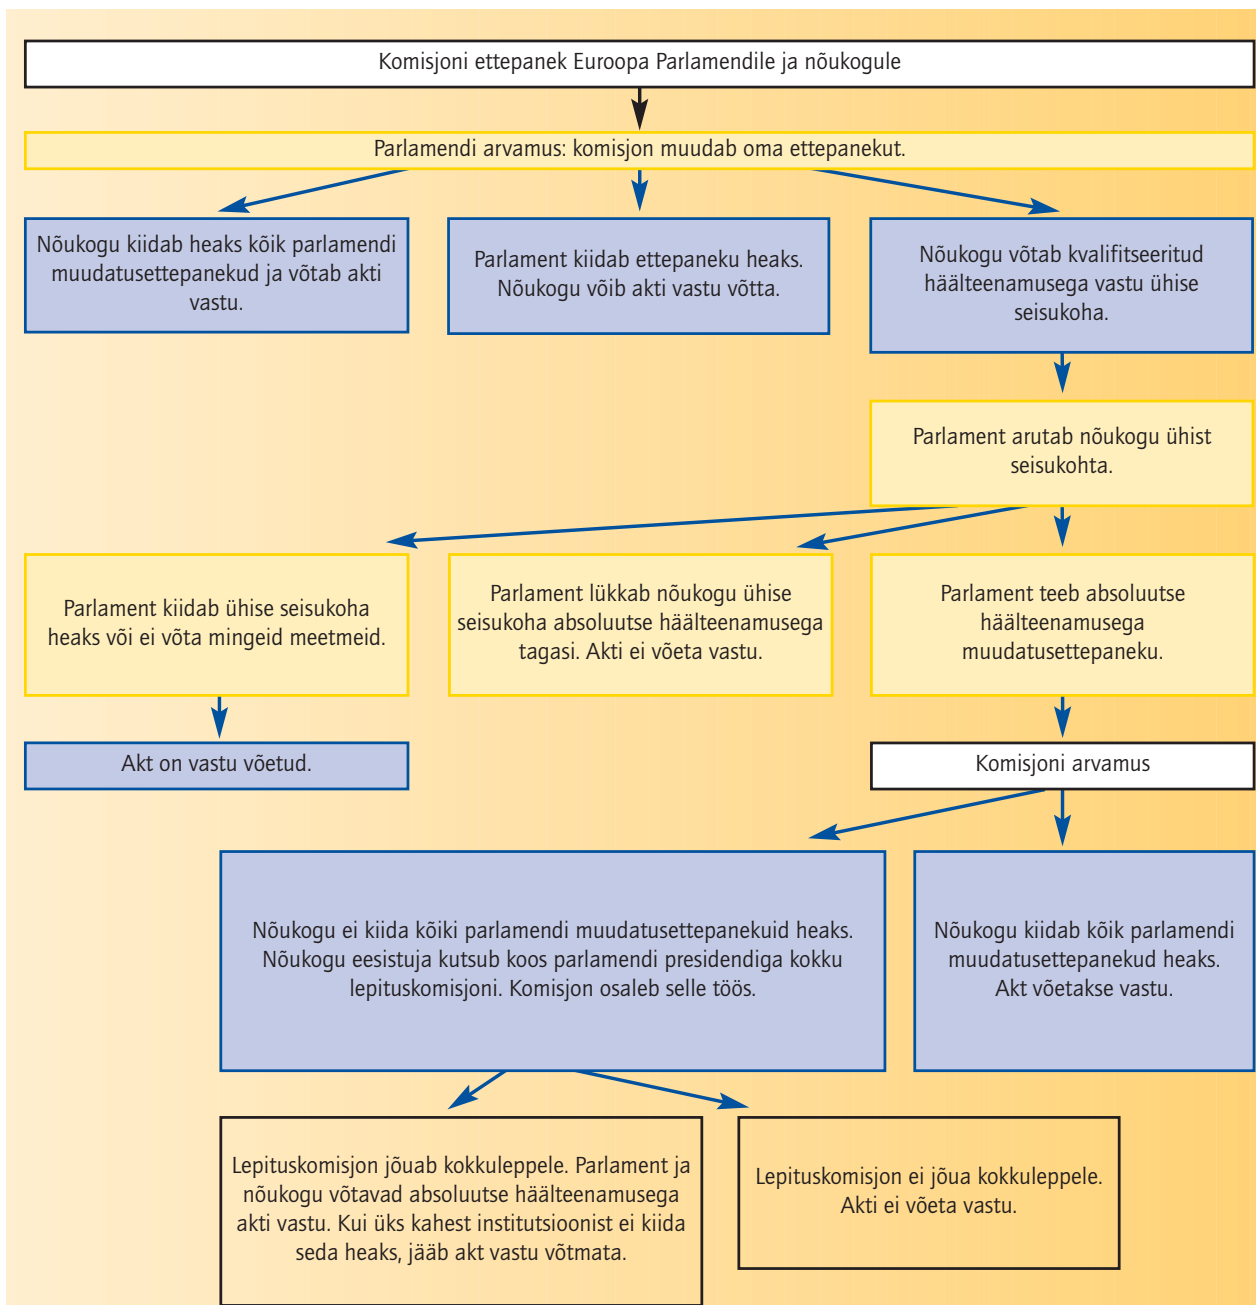 Komisjoni ettepanek Euroopa Parlamendile ja nõukogule
Parlamendi arvamus: komisjon muudab oma ettepanekut.
Nõukogu kiidab heaks kõik parlamendi
muudatusettepanekud ja võtab akti
vastu.
Parlament kiidab ettepaneku heaks.
Nõukogu võib akti vastu võtta.
Nõukogu võtab kvalifitseeritud
häälteenamusega vastu ühise
seisukoha.
Parlament arutab nõukogu ühist
seisukohta.
Parlament kiidab ühise seisukoha
heaks või ei võta mingeid meetmeid.
Parlament lükkab nõukogu ühise
seisukoha absoluutse häälteenamusega
tagasi. Akti ei võeta vastu.
Parlament teeb absoluutse
häälteenamusega
muudatusettepaneku.
Akt on vastu võetud.
Komisjoni arvamus
Nõukogu ei kiida kõiki parlamendi muudatusettepanekuid heaks.
Nõukogu eesistuja kutsub koos parlamendi presidendiga kokku
lepituskomisjoni. Komisjon osaleb selle töös.
Nõukogu kiidab kõik parlamendi
muudatusettepanekud heaks.
Akt võetakse vastu.
Lepituskomisjon jõuab kokkuleppele. Parlament ja
nõukogu võtavad absoluutse häälteenamusega
akti vastu. Kui üks kahest institutsioonist ei kiida
seda heaks, jääb akt vastu võtmata.
Lepituskomisjon ei jõua kokkuleppele.
Akti ei võeta vastu.